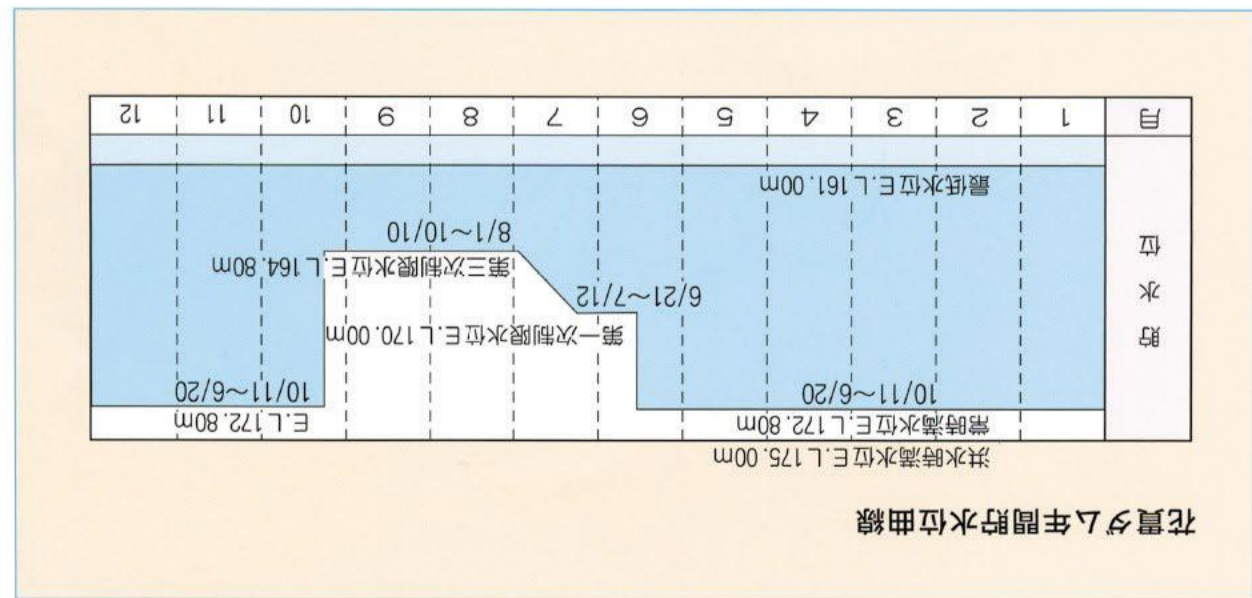 花貫ダム年間貯水位曲線
洪水時満水位E.L175.00m
常時満水位E.L172.80m
10/11~6/20
E.L172.80m
10/11~6/20
第一次制限水位E.L170.00m
6/21~7/12
第三次制限水位E.L164.80m
8/1~10/10
最低水位E.L161.00m
貯水位
月 1 2 3 4 5 6 7 8 9 10 11 12